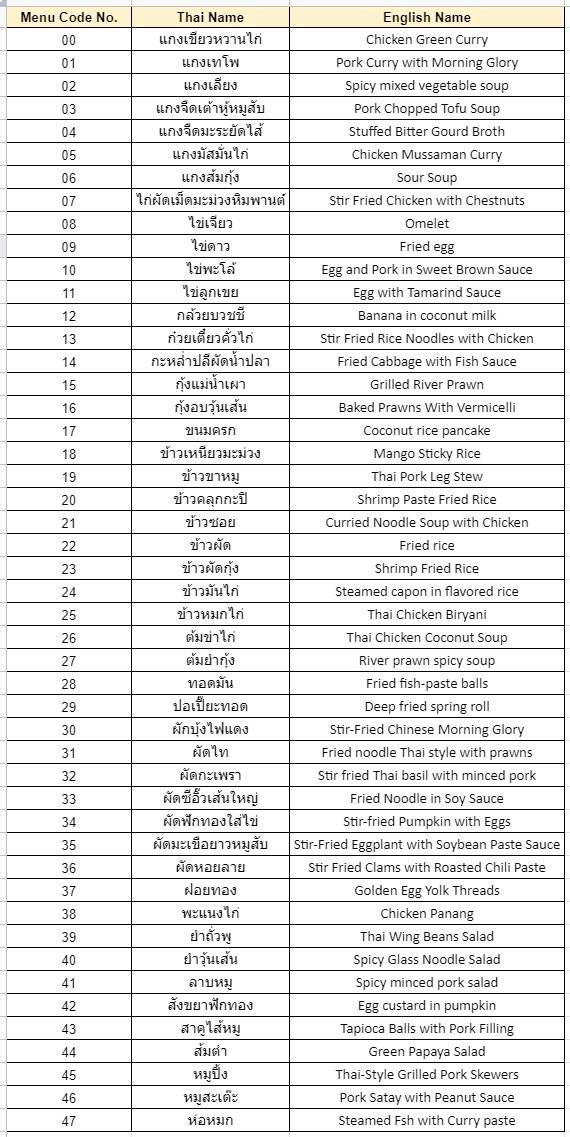 Menu Code No. Thai Name English Name
00 แกงเขียวหวานไก่ Chicken Green Curry
01 แกงเทโพ Pork Curry with Morning Glory
02 แกงเลียง Spicy mixed vegetable soup
03 แกงจืดเต้าหู้หมูสับ Pork Chopped Tofu Soup
04 แกงจืดมะระยัดไส้ Stuffed Bitter Gourd Broth
05 แกงมัสมั่นไก่ Chicken Mussaman Curry
06 แกงส้มกุ้ง Sour Soup
07 ไก่ผัดเม็ดมะม่วงหิมพานต์ Stir Fried Chicken with Chestnuts
08 ไข่เจียว Omelet
09 ไข่ดาว Fried egg
10 ไข่พะโล้ Egg and Pork in Sweet Brown Sauce
11 ไข่ลูกเขย Egg with Tamarind Sauce
12 กล้วยบวชชี Banana in coconut milk
13 ก๋วยเตี๋ยวคั่วไก่ Stir Fried Rice Noodles with Chicken
14 กะหล่ำปลีผัดน้ำปลา Fried Cabbage with Fish Sauce
15 กุ้งแม่น้ำเผา Grilled River Prawn
16 กุ้งอบวุ้นเส้น Baked Prawns With Vermicelli
17 ขนมครก Coconut rice pancake
18 ข้าวเหนียวมะม่วง Mango Sticky Rice
19 ข้าวขาหมู Thai Pork Leg Stew
20 ข้าวคลุกกะปิ Shrimp Paste Fried Rice
21 ข้าวซอย Curried Noodle Soup with Chicken
22 ข้าวผัด Fried rice
23 ข้าวผัดกุ้ง Shrimp Fried Rice
24 ข้าวมันไก่ Steamed capon in flavored rice
25 ข้าวหมกไก่ Thai Chicken Biryani
26 ต้มข่าไก่ Thai Chicken Coconut Soup
27 ต้มยำกุ้ง River prawn spicy soup
28 ทอดมัน Fried fish-paste balls
29 ปอเปี๊ยะทอด Deep fried spring roll
30 ผักบุ้งไฟแดง Stir-Fried Chinese Morning Glory
31 ผัดไท Fried noodle Thai style with prawns
32 ผัดกะเพรา Stir fried Thai basil with minced pork
33 ผัดซีอิ๊วเส้นใหญ่ Fried Noodle in Soy Sauce
34 ผัดฟักทองใส่ไข่ Stir-fried Pumpkin with Eggs
35 ผัดมะเขือยาวหมูสับ Stir-Fried Eggplant with Soybean Paste Sauce
36 ผัดหอยลาย Stir Fried Clams with Roasted Chili Paste
37 ฝอยทอง Golden Egg Yolk Threads
38 พะแนงไก่ Chicken Panang
39 ยำถั่วพู Thai Wing Beans Salad
40 ยำวุ้นเส้น Spicy Glass Noodle Salad
41 ลาบหมู Spicy minced pork salad
42 สังขยาฟักทอง Egg custard in pumpkin
43 สาคูไส้หมู Tapioca Balls with Pork Filling
44 ส้มตำ Green Papaya Salad
45 หมูปิ้ง Thai-Style Grilled Pork Skewers
46 หมูสะเต๊ะ Pork Satay with Peanut Sauce
47 ห่อหมก Steamed Fsh with Curry paste